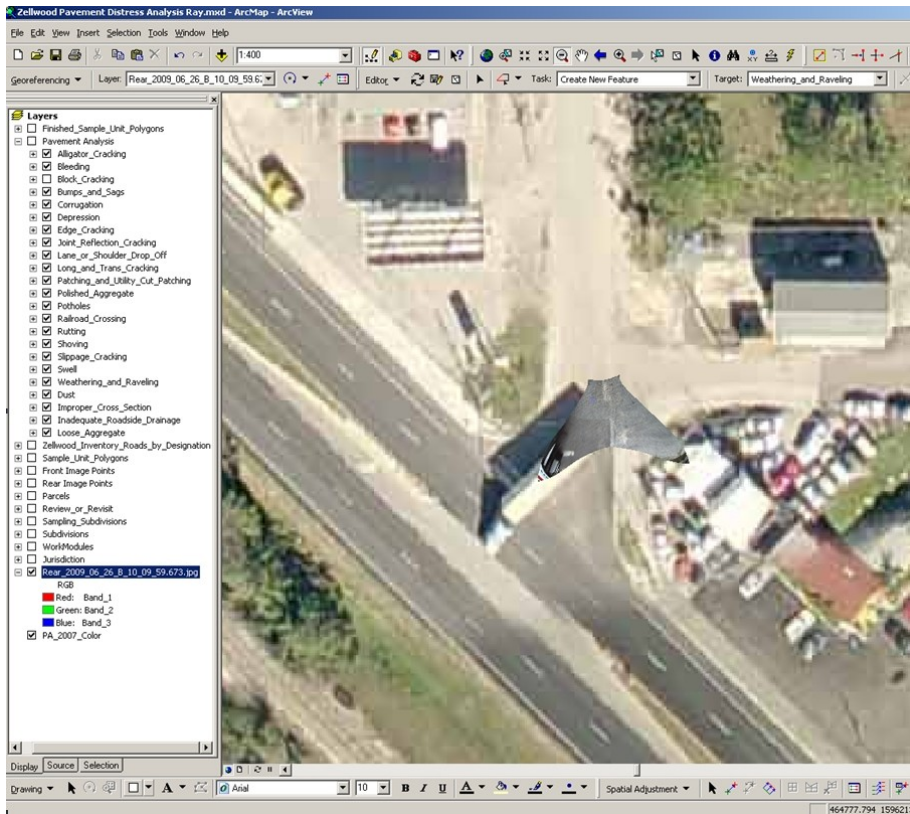 Zellwood Pavement Distress Analysis Ray.mxd - ArcMap - ArcView
File Edit View Insert Selection Tools Window Help
1:400
Georeferencing Layer: Rear_2009_06_26_B_10_09_59.67 Editor Task: Create New Feature Target: Weathering_and_Raveling
Layers
Finished_Sample_Unit_Polygons
Pavement Analysis
Alligator_Cracking
Bleeding
Block_Cracking
Bumps_and_Sags
Corrugation
Depression
Edge_Cracking
Joint_Reflection_Cracking
Lane_or_Shoulder_Drop_Off
Long_and_Trans_Cracking
Patching_and_Utility_Cut_Patching
Polished_Aggregate
Potholes
Railroad_Crossing
Rutting
Shoving
Slippage_Cracking
Swell
Weathering_and_Raveling
Dust
Improper_Cross_Section
Inadequate_Roadside_Drainage
Loose_Aggregate
Zellwood_Inventory_Roads_by_Designation
Sample_Unit_Polygons
Front Image Points
Rear Image Points
Parcels
Review_or_Revisit
Sampling_Subdivisions
Subdivisions
WorkModules
Jurisdiction
Rear_2009_06_26_B_10_09_59.673.jpg
RGB
Red: Band_1
Green: Band_2
Blue: Band_3
PA_2007_Color
Display Source Selection
Drawing A Arial 10 B I U A Spatial Adjustment
464777.794 159621